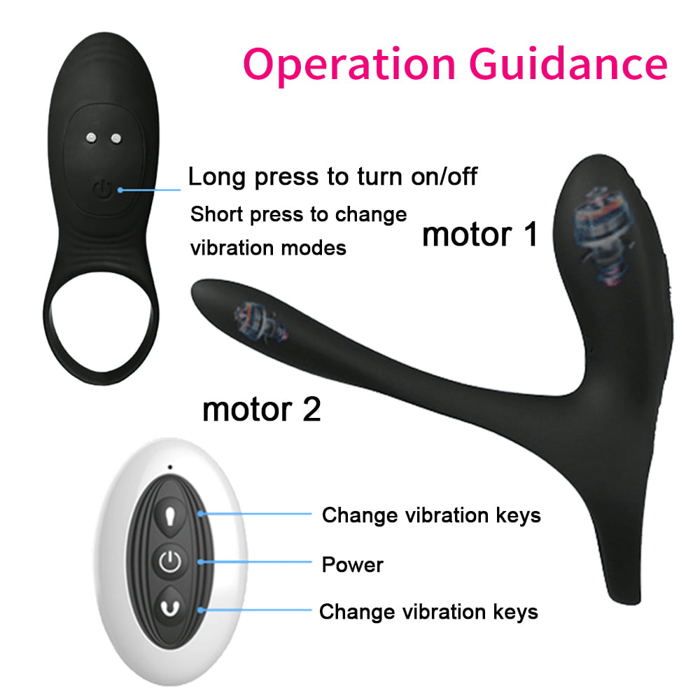 Operation Guidance
Long press to turn on/off
Short press to change
vibration modes
motor 1
motor 2
Change vibration keys
Power
Change vibration keys